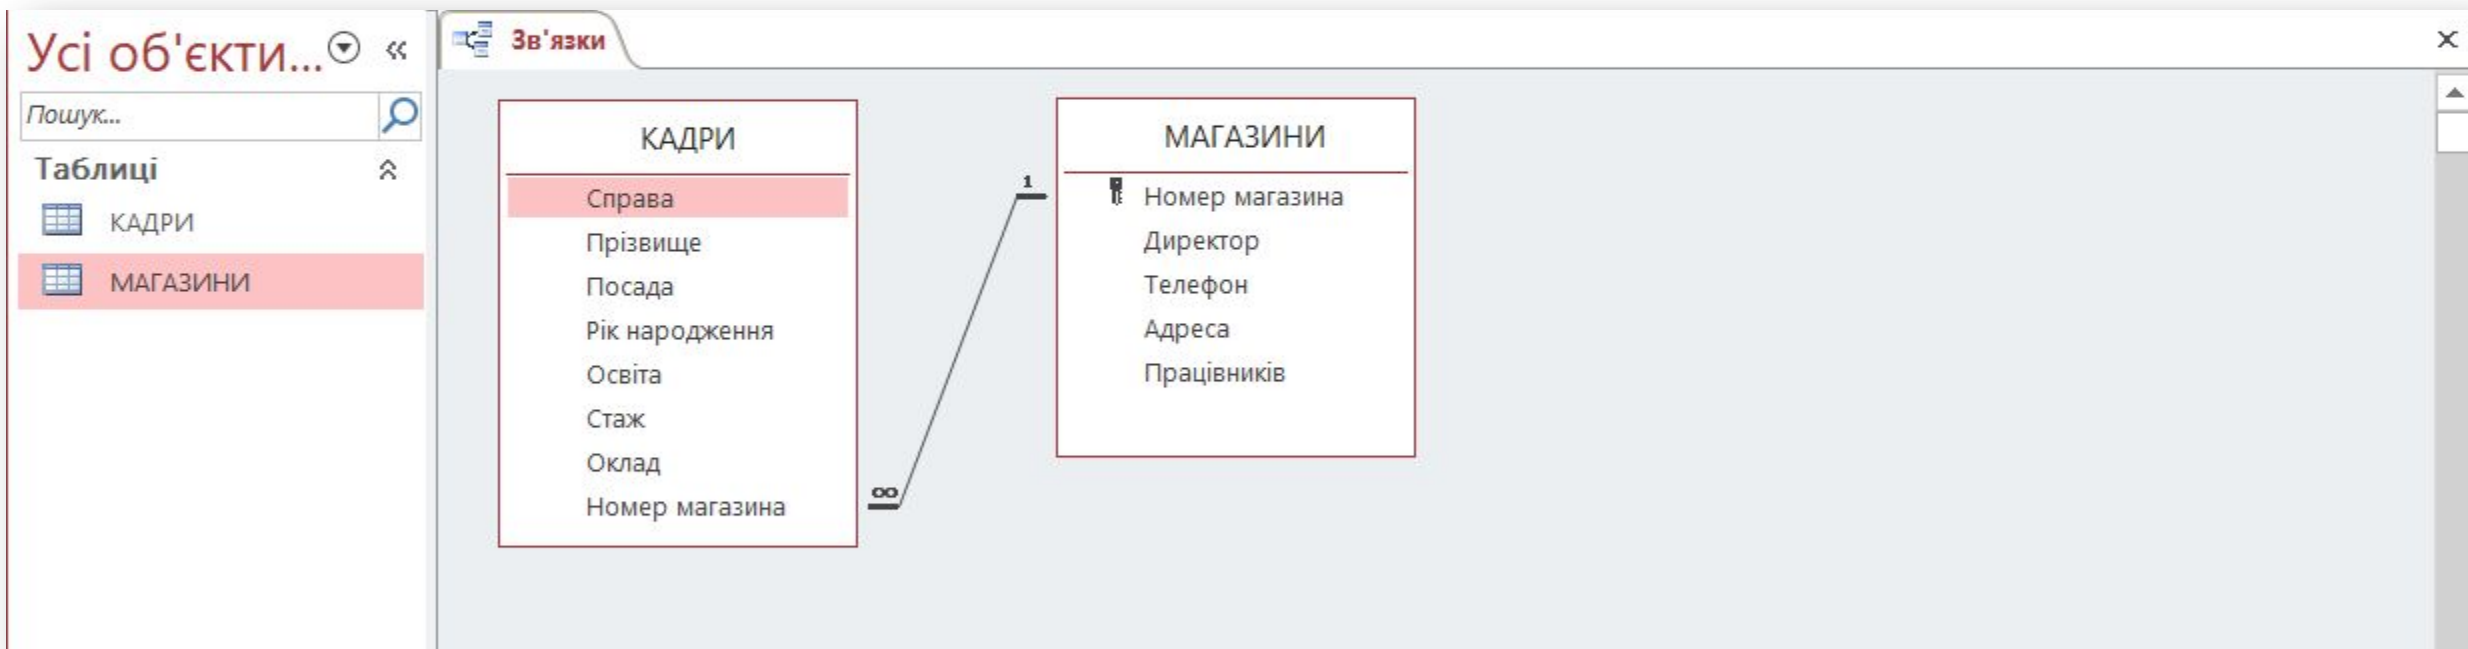 Усі об'єкти...
Пошук...
Таблиці
КАДРИ
МАГАЗИНИ
Зв'язки
КАДРИ
Справа
Прізвище
Посада
Рік народження
Освіта
Стаж
Оклад
Номер магазина
∞
1
МАГАЗИНИ
Номер магазина
Директор
Телефон
Адреса
Працівників